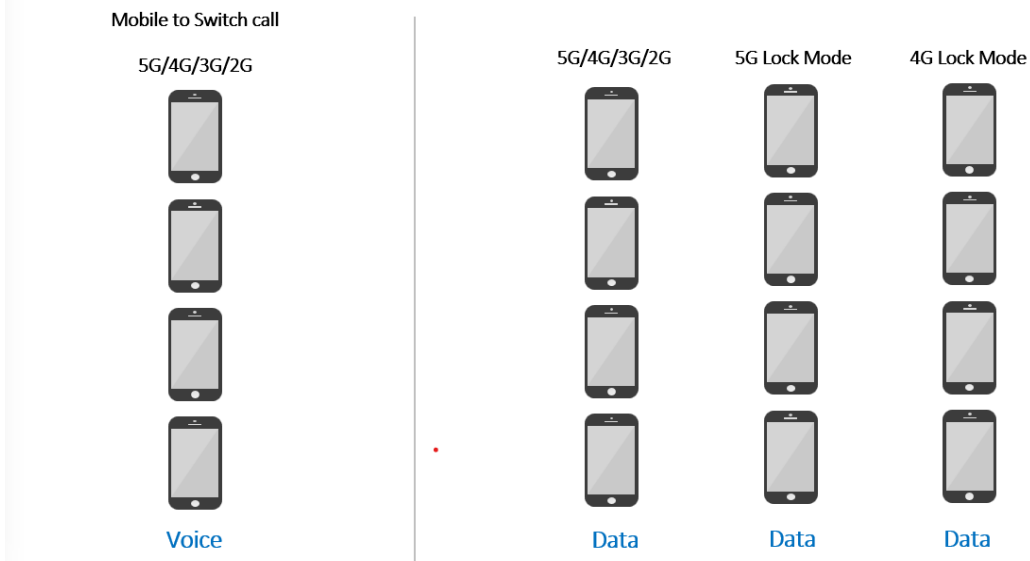 Mobile to Switch call
5G/4G/3G/2G
Voice
5G/4G/3G/2G
5G Lock Mode
4G Lock Mode
Data
Data
Data